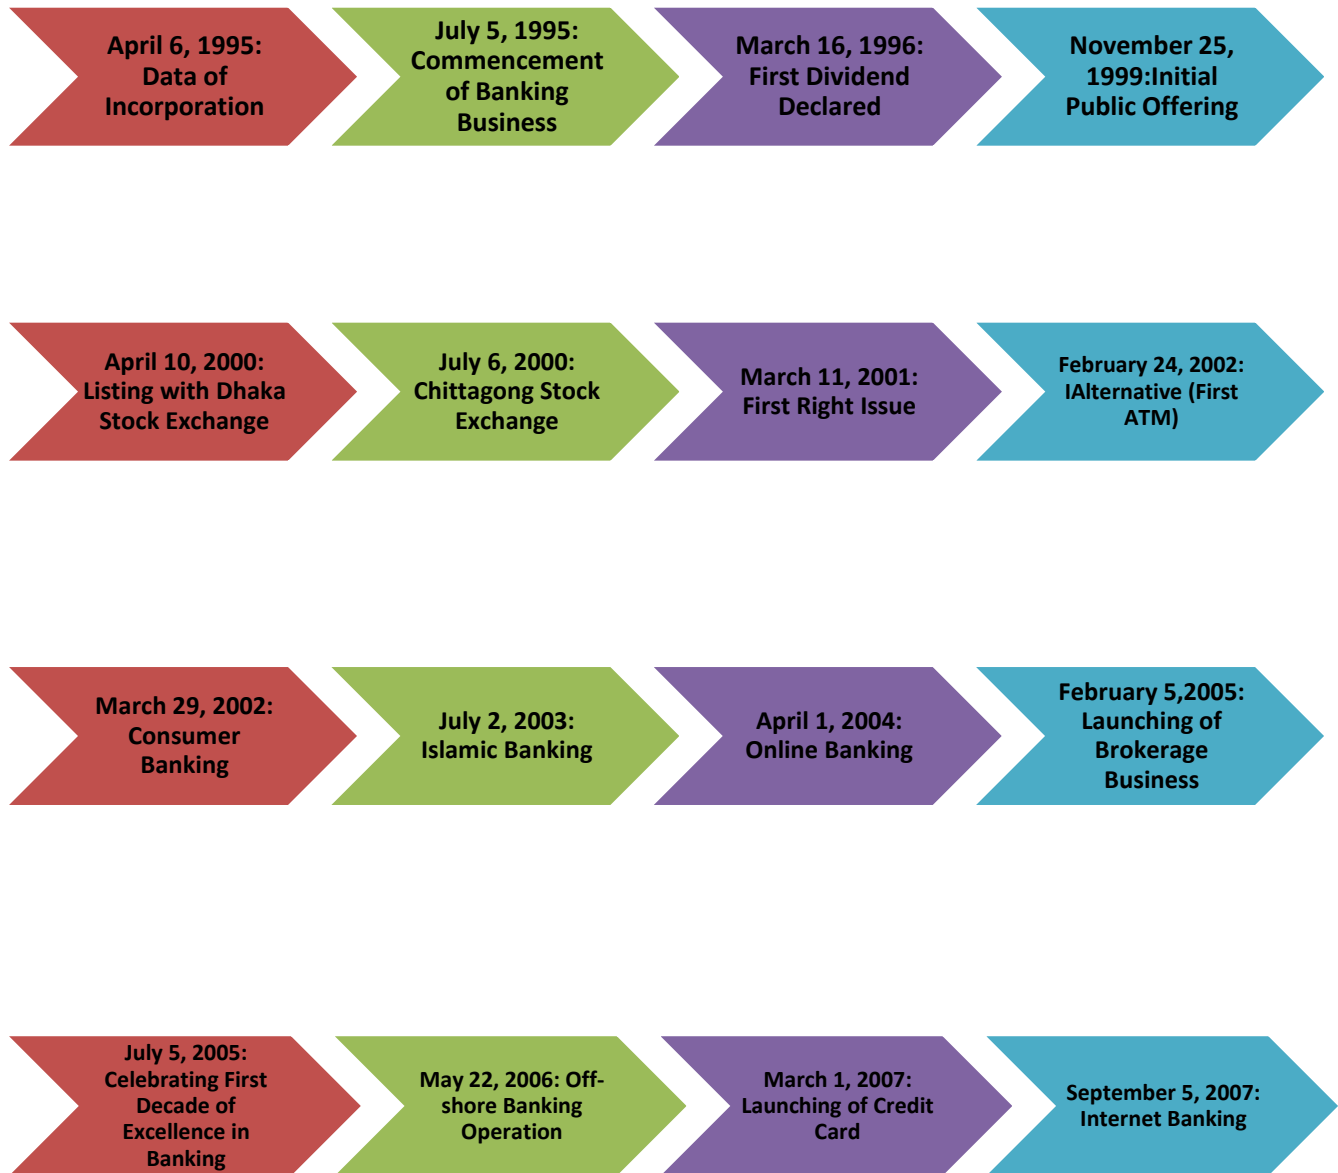 April 6, 1995:
Data of
Incorporation
July 5, 1995:
Commencement
of Banking
Business
March 16, 1996:
First Dividend
Declared
November 25,
1999:Initial
Public Offering
April 10, 2000:
Listing with Dhaka
Stock Exchange
July 6, 2000:
Chittagong Stock
Exchange
March 11, 2001:
First Right Issue
February 24, 2002:
IAlternative (First
ATM)
March 29, 2002:
Consumer
Banking
July 2, 2003:
Islamic Banking
April 1, 2004:
Online Banking
February 5,2005:
Launching of
Brokerage
Business
July 5, 2005:
Celebrating First
Decade of
Excellence in
Banking
May 22, 2006: Off-
shore Banking
Operation
March 1, 2007:
Launching of Credit
Card
September 5, 2007:
Internet Banking